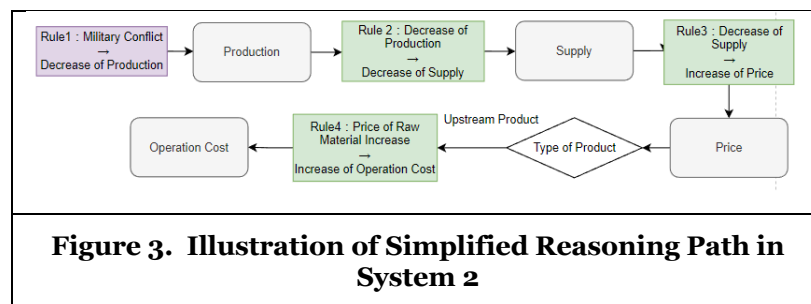 Rule1：Military Conflict
→
Decrease of Production
Production
Rule 2：Decrease of
Production
→
Decrease of Supply
Supply
Rule3：Decrease of
Supply
→
Increase of Price
Price
Type of Product
Upstream Product
Rule4：Price of Raw
Material Increase
→
Increase of Operation Cost
Operation Cost
Figure 3. Illustration of Simplified Reasoning Path in
System 2